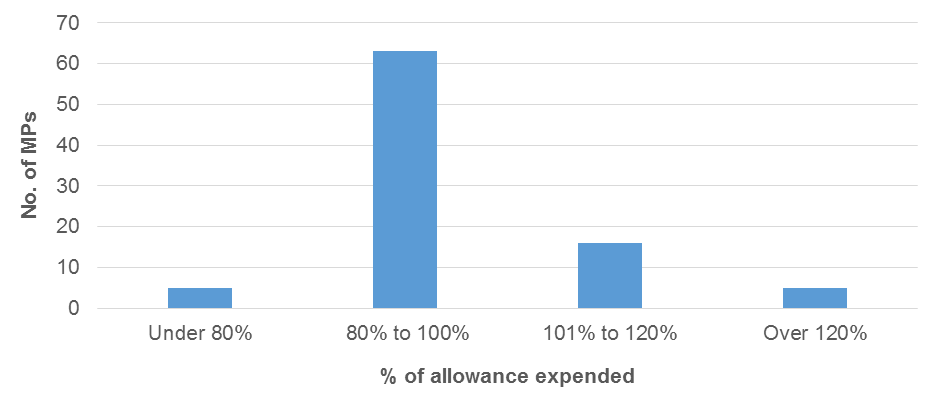 70
60
50
40
30
20
10
0
No. of MPs
Under 80%
80% to 100%
101% to 120%
Over 120%
% of allowance expended